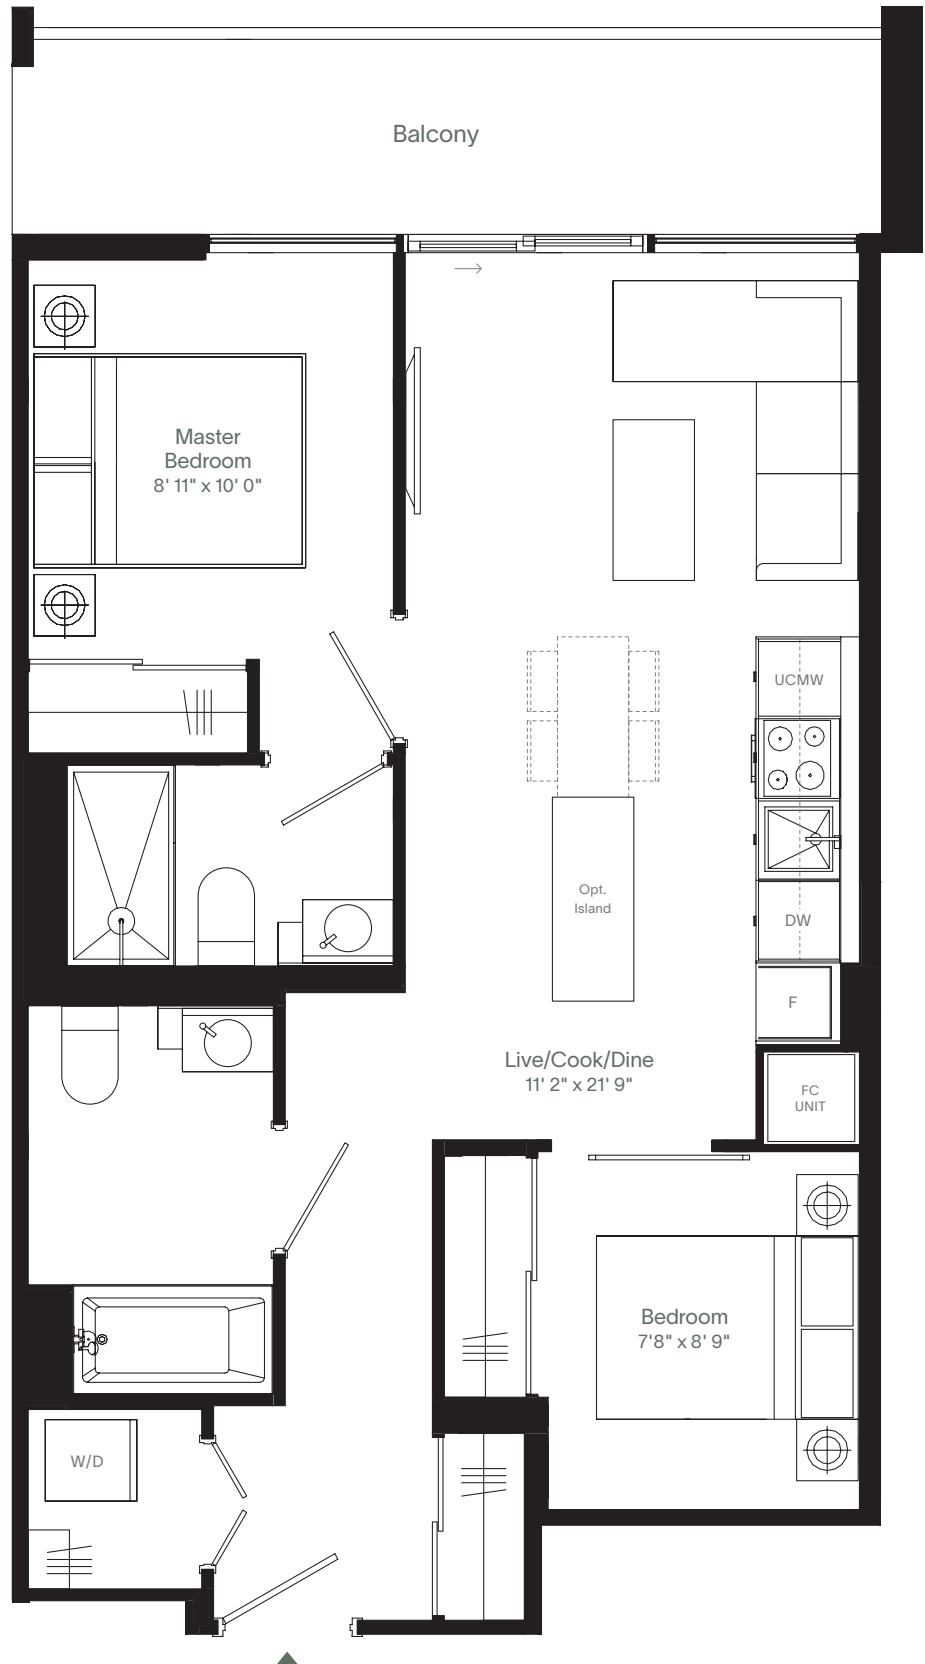 Balcony
Master
Bedroom
8' 11" x 10' 0"
UCMW
Opt.
Island
DW
F
Live/Cook/Dine
11' 2" x 21' 9"
FC
UNIT
Bedroom
7'8" x 8' 9"
W/D